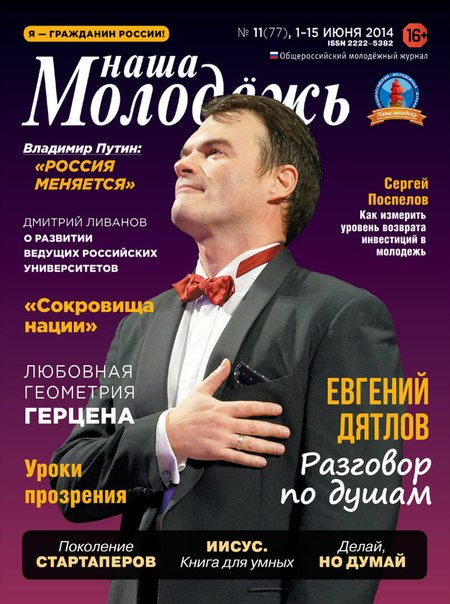 Я — ГРАЖДАНИН РОССИИ!
№ 11(77), 1-15 ИЮНЯ 2014
ISSN 2222-5382
16+
Общероссийский молодёжный журнал
наша
Молодёжь
Наша молодежь
Владимир Путин:
«РОССИЯ
МЕНЯЕТСЯ»
Сергей
Поспелов
Как измерить
уровень возврата
инвестиций в
молодежь
ДМИТРИЙ ЛИВАНОВ
О РАЗВИТИИ
ВЕДУЩИХ РОССИЙСКИХ
УНИВЕРСИТЕТОВ
«Сокровища
нации»
ЛЮБОВНАЯ
ГЕОМЕТРИЯ
ГЕРЦЕНА
Уроки
прозрения
ЕВГЕНИЙ
ДЯТЛОВ
Разговор
по душам
Поколение
СТАРТАПЕРОВ
ИИСУС.
Книга для умных
Делай,
НО ДУМАЙ